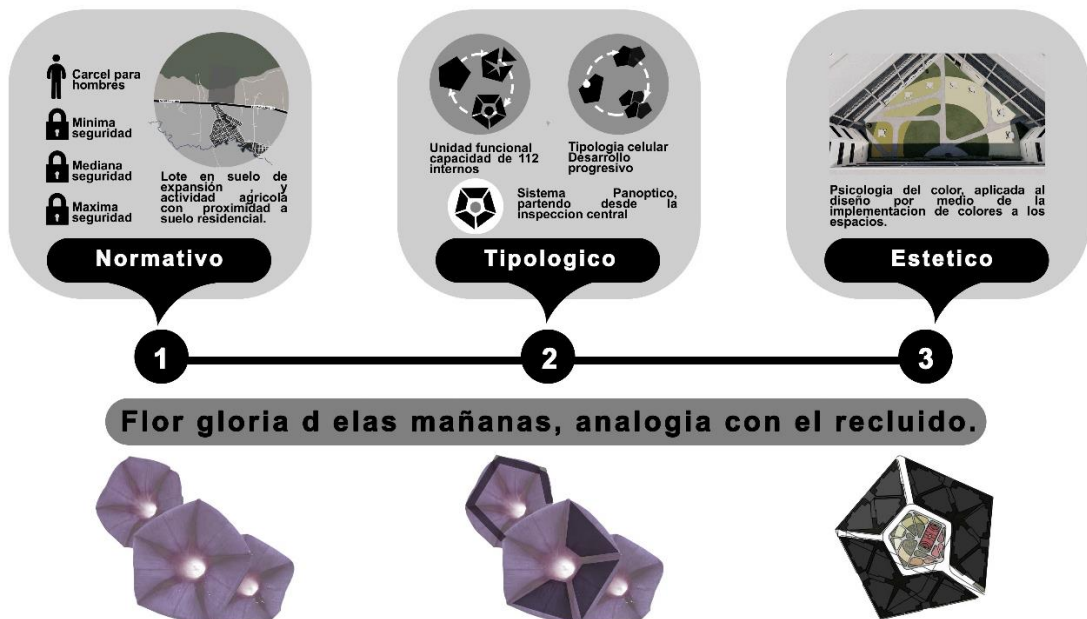 Carcel para
hombres
Minima
seguridad
Mediana
seguridad
Maxima
seguridad
Lote en suelo de
expansión , y
actividad agricola
con proximidad a
suelo residencial.
Normativo
Unidad funcional
capacidad de 112
internos
Tipologia celular
Desarrollo
progresivo
Sistema Panoptico,
partendo desde la
inspeccion central
Tipologico
Psicologia del color, aplicada al
diseño por medio de la
implementacion de colores a los
espacios.
Estetico
1
2
3
Flor gloria d elas mañanas, analogia con el recluido.